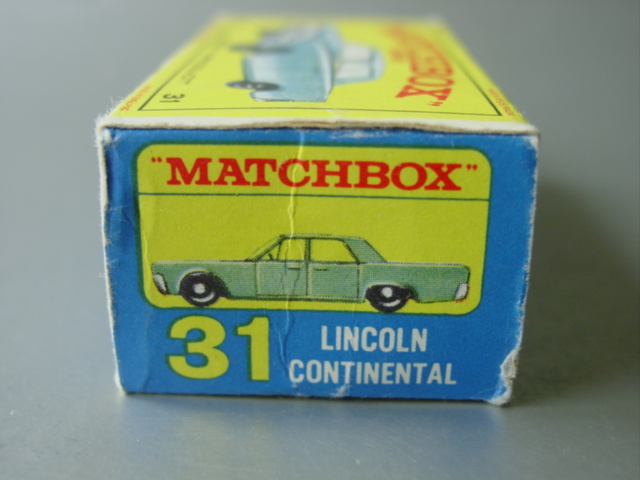 31
"MATCHBOX"
"MATCHBOX"
31
LINCOLN
CONTINENTAL